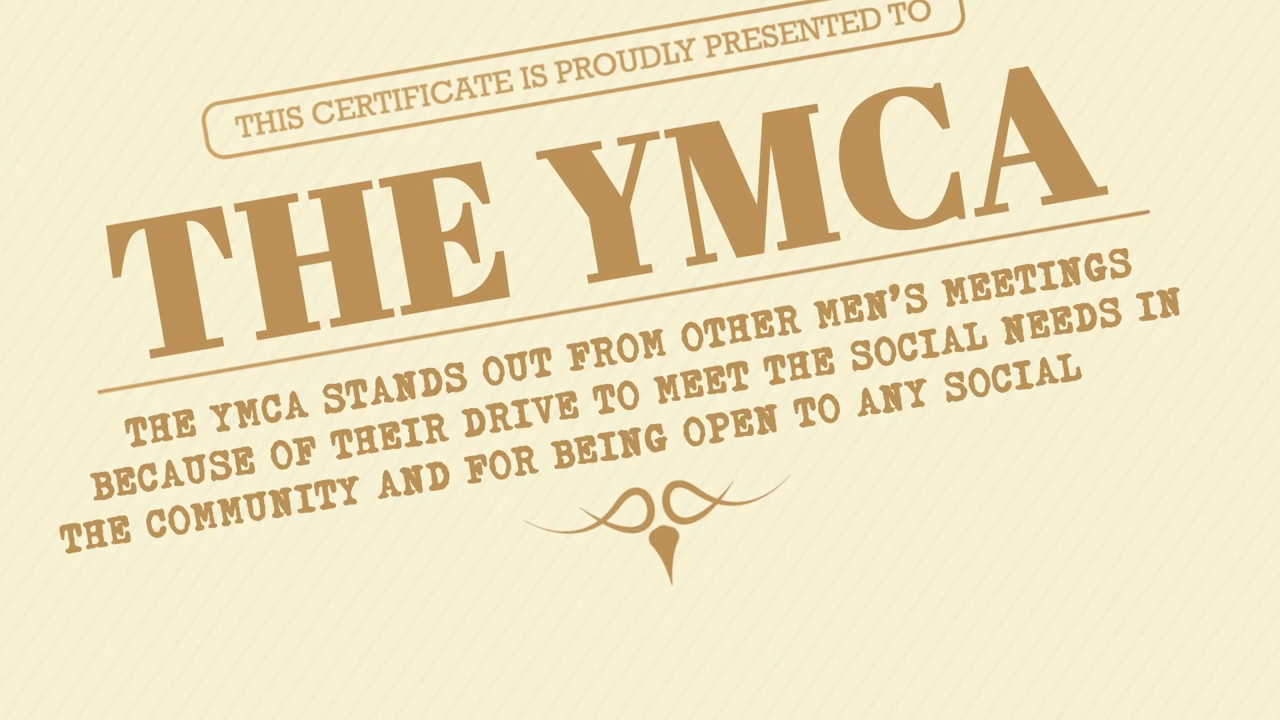 THIS CERTIFICATE IS PROUDLY PRESENTED TO
THE YMCA
THE YMCA STANDS OUT FROM OTHER MEN'S MEETINGS
BECAUSE OF THEIR DRIVE TO MEET THE SOCIAL NEEDS IN
THE COMMUNITY AND FOR BEING OPEN TO ANY SOCIAL